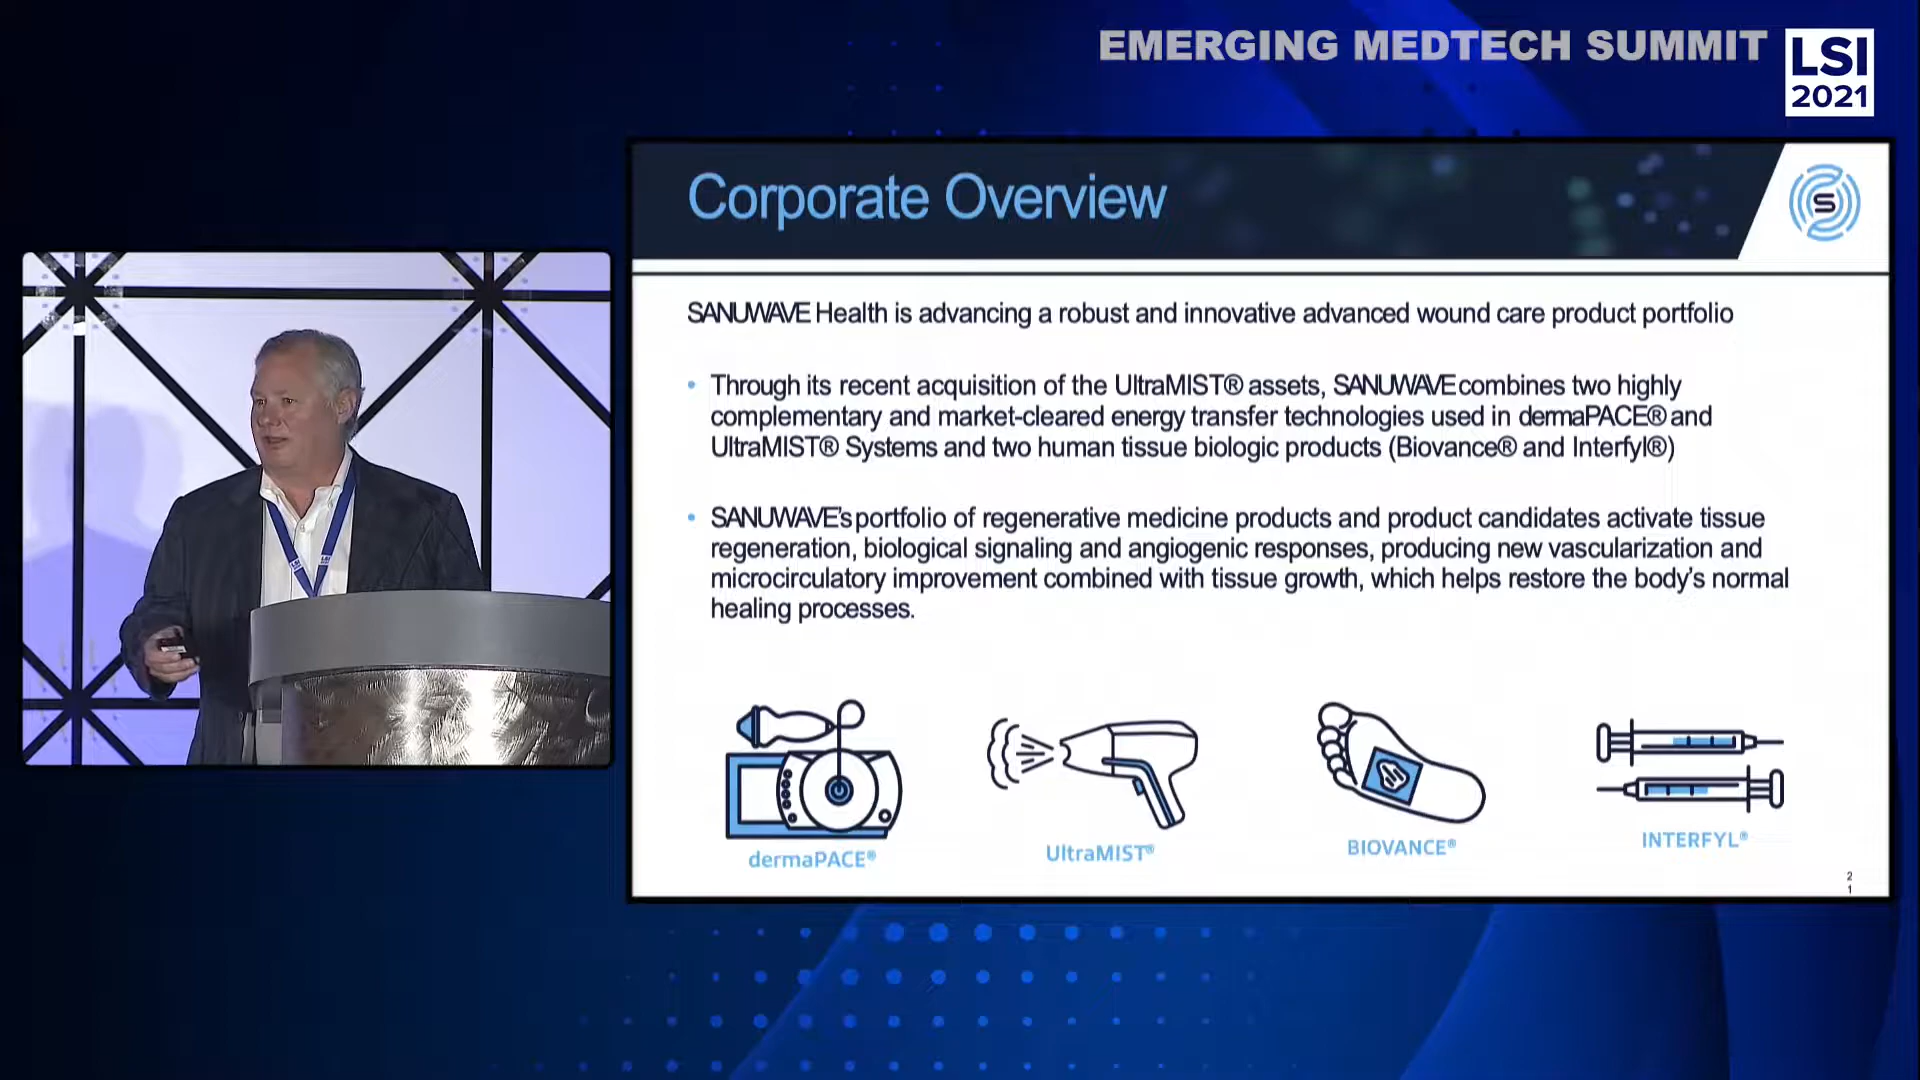 EMERGING MEDTECH SUMMIT
LSI
2021
Corporate Overview
S
SANUWAVE Health is advancing a robust and innovative advanced wound care product portfolio
• Through its recent acquisition of the UltraMIST® assets, SANUWAVE combines two highly
complementary and market-cleared energy transfer technologies used in dermaPACE® and
UltraMIST® Systems and two human tissue biologic products (Biovance® and Interfyl®)
• SANUWAVE's portfolio of regenerative medicine products and product candidates activate tissue
regeneration, biological signaling and angiogenic responses, producing new vascularization and
microcirculatory improvement combined with tissue growth, which helps restore the body's normal
healing processes.
dermaPACE®
UltraMIST®
BIOVANCE®
INTERFYL®
2
1
LSI